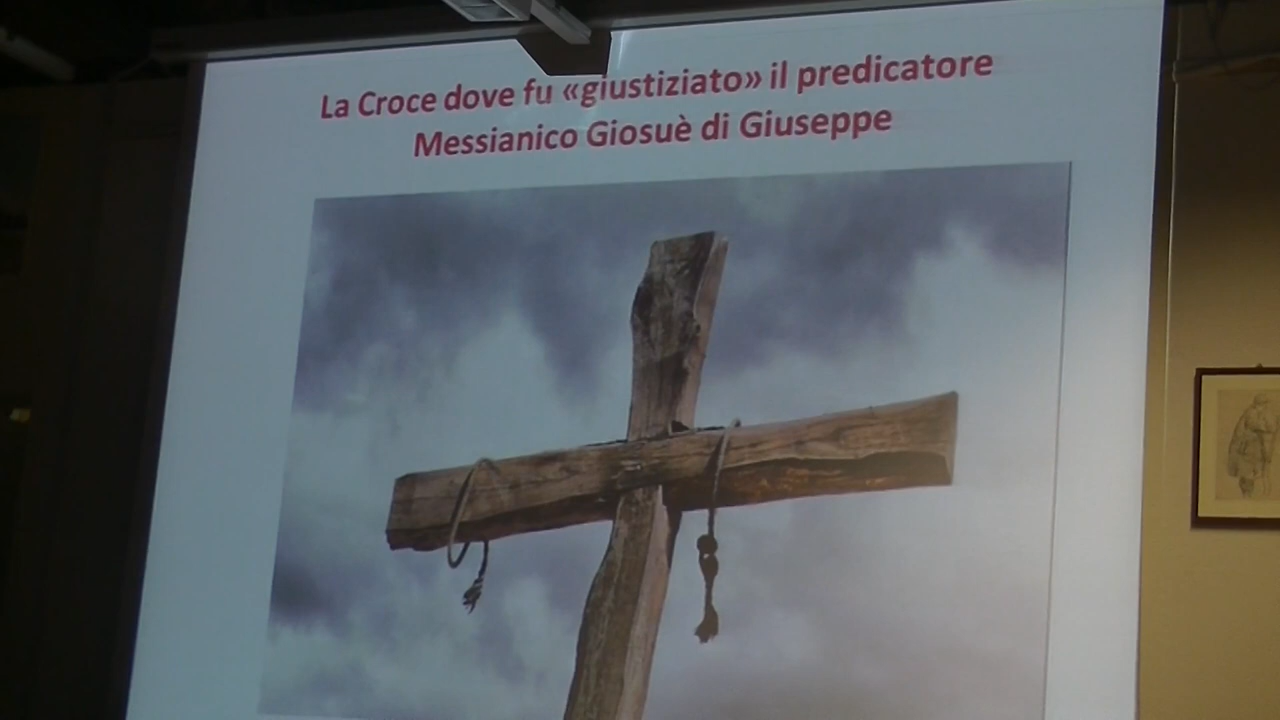 La Croce dove fu «giustiziato» il predicatore
Messianico Giosuè di Giuseppe